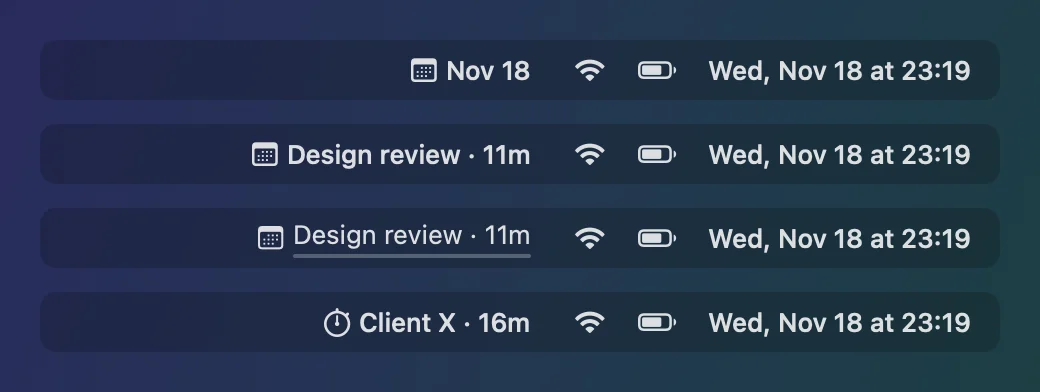 Nov 18 Wed, Nov 18 at 23:19
Design review · 11m Wed, Nov 18 at 23:19
Design review · 11m Wed, Nov 18 at 23:19
Client X · 16m Wed, Nov 18 at 23:19